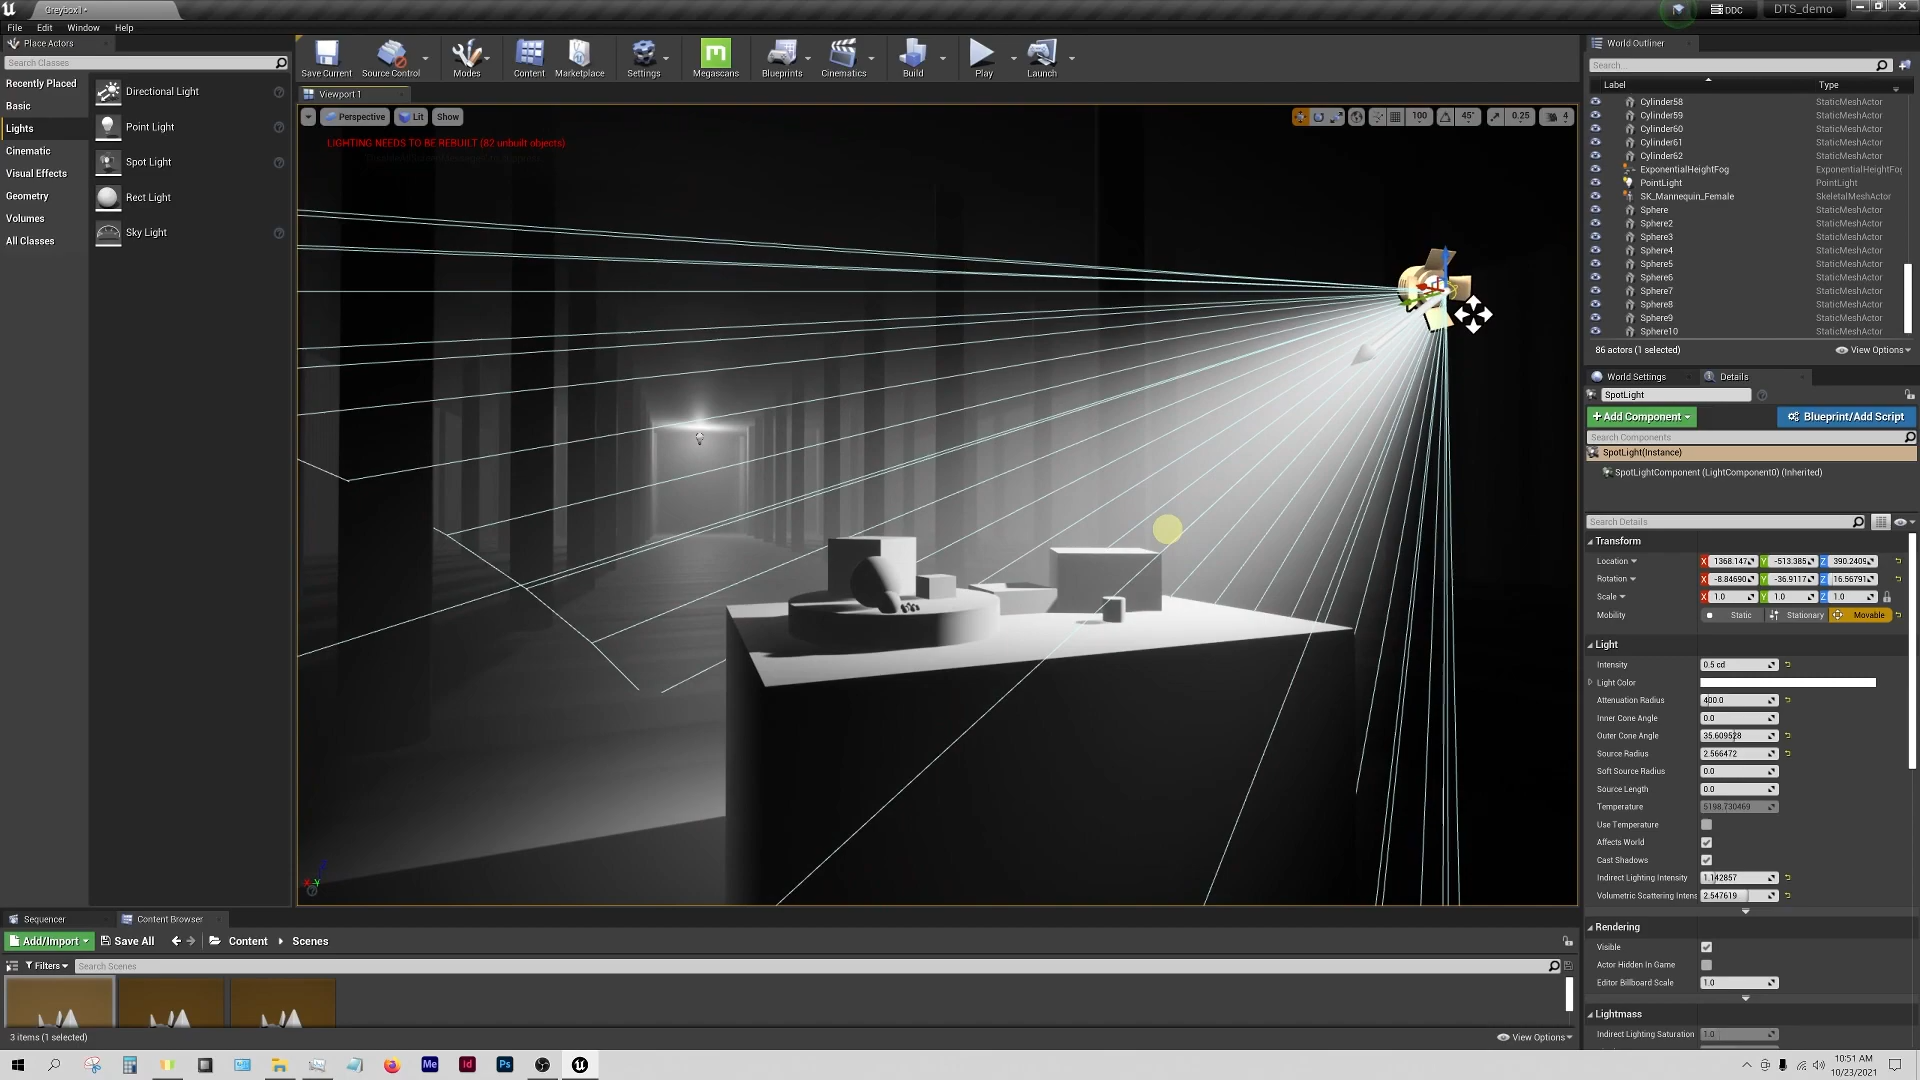 Greybox1•
DDC
DTS_demo
File
Edit
Window
Help
Place Actors
Search Classes
Recently Placed
Basic
Lights
Cinematic
Visual Effects
Geometry
Volumes
All Classes
Directional Light
Point Light
Spot Light
Rect Light
Sky Light
Save Current
Source Control
Modes
Content
Marketplace
Settings
Megascans
Blueprints
Cinematics
Build
Play
Launch
Viewport 1
Perspective
Lit
Show
100
45°
0.25
4
LIGHTING NEEDS TO BE REBUILT (82 unbuilt objects)
World Outliner
Search...
Label
Type
Cylinder58 StaticMeshActor
Cylinder59 StaticMeshActor
Cylinder60 StaticMeshActor
Cylinder61 StaticMeshActor
Cylinder62 StaticMeshActor
ExponentialHeightFog ExponentialHeightFog
PointLight PointLight
SK_Mannequin_Female SkeletalMeshActor
Sphere StaticMeshActor
Sphere2 StaticMeshActor
Sphere3 StaticMeshActor
Sphere4 StaticMeshActor
Sphere5 StaticMeshActor
Sphere6 StaticMeshActor
Sphere7 StaticMeshActor
Sphere8 StaticMeshActor
Sphere9 StaticMeshActor
Sphere10 StaticMeshActor
86 actors (1 selected)
View Options
World Settings
Details
SpotLight
+Add Component
Blueprint/Add Script
Search Components
SpotLight(Instance)
SpotLightComponent (LightComponent0) (Inherited)
Search Details
Transform
Location X 1368.147 Y -513.385 Z 390.2409
Rotation X -8.84690 Y -36.9117 Z 16.56791
Scale X 1.0 Y 1.0 Z 1.0
Mobility Static Stationary Movable
Light
Intensity 0.5 cd
Light Color
Attenuation Radius 400.0
Inner Cone Angle 0.0
Outer Cone Angle 35.609528
Source Radius 2.566472
Soft Source Radius 0.0
Source Length 0.0
Temperature 5198.730469
Use Temperature
Affects World
Cast Shadows
Indirect Lighting Intensity 1.142857
Volumetric Scattering Intens 2.547619
Rendering
Visible
Actor Hidden In Game
Editor Billboard Scale 1.0
Lightmass
Indirect Lighting Saturation 1.0
Sequencer
Content Browser
Add/Import
Save All
Content
Scenes
Filters
Search Scenes
3 items (1 selected)
View Options
Me
Id
Ps
10:51 AM
10/23/2021